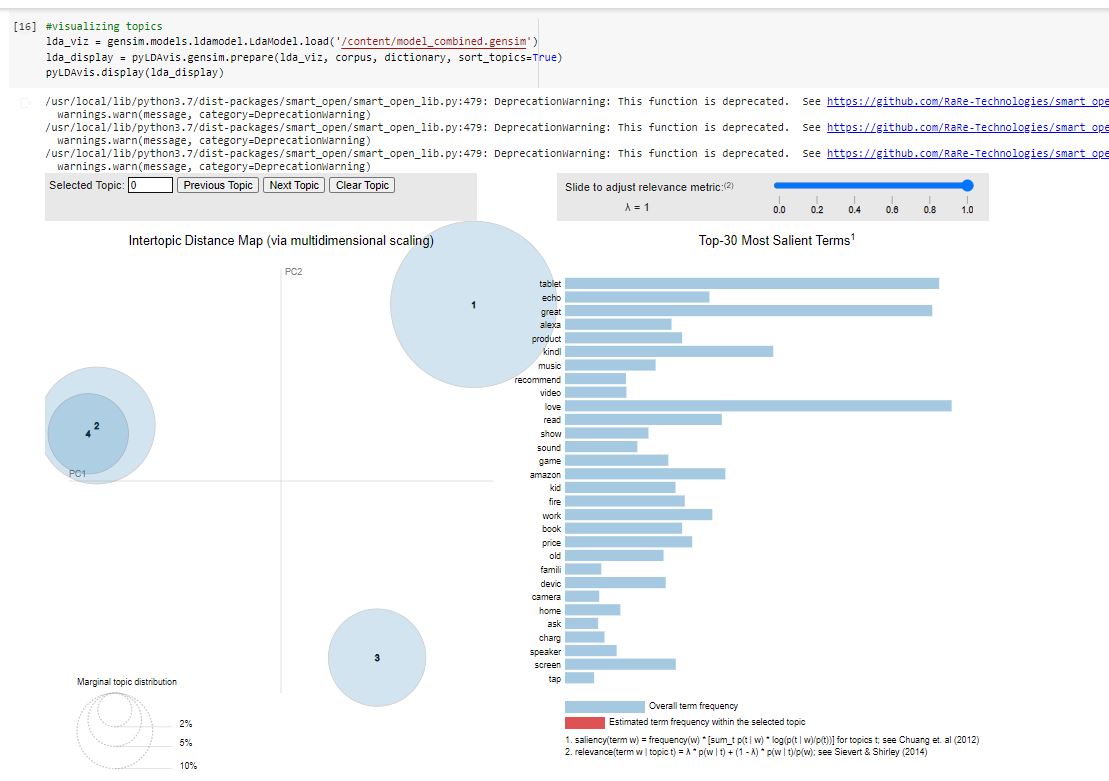 [16] #visualizing topics
lda_viz = gensim.models.ldamodel.LdaModel.load('/content/model_combined.gensim')
lda_display = pyLDAvis.gensim.prepare(lda_viz, corpus, dictionary, sort_topics=True)
pyLDAvis.display(lda_display)
/usr/local/lib/python3.7/dist-packages/smart_open/smart_open_lib.py:479: DeprecationWarning: This function is deprecated. See https://github.com/RaRe-Technologies/smart_ope
warnings.warn(message, category=DeprecationWarning)
/usr/local/lib/python3.7/dist-packages/smart_open/smart_open_lib.py:479: DeprecationWarning: This function is deprecated. See https://github.com/RaRe-Technologies/smart_ope
warnings.warn(message, category=DeprecationWarning)
/usr/local/lib/python3.7/dist-packages/smart_open/smart_open_lib.py:479: DeprecationWarning: This function is deprecated. See https://github.com/RaRe-Technologies/smart_ope
warnings.warn(message, category=DeprecationWarning)
Selected Topic: 0 Previous Topic Next Topic Clear Topic
Slide to adjust relevance metric:(2)
λ = 1
0.0 0.2 0.4 0.6 0.8 1.0
Intertopic Distance Map (via multidimensional scaling)
PC2
1
2
4
PC1
3
Marginal topic distribution
2%
5%
10%
Top-30 Most Salient Terms1
tablet
echo
great
alexa
product
kindl
music
recommend
video
love
read
show
sound
game
amazon
kid
fire
work
book
price
old
famili
devic
camera
home
ask
charg
speaker
screen
tap
Overall term frequency
Estimated term frequency within the selected topic
1. saliency(term w) = frequency(w) * [sum_t p(t | w) * log(p(t | w)/p(t))] for topics t; see Chuang et. al (2012)
2. relevance(term w | topic t) = λ * p(w | t) + (1 - λ) * p(w | t)/p(w); see Sievert & Shirley (2014)